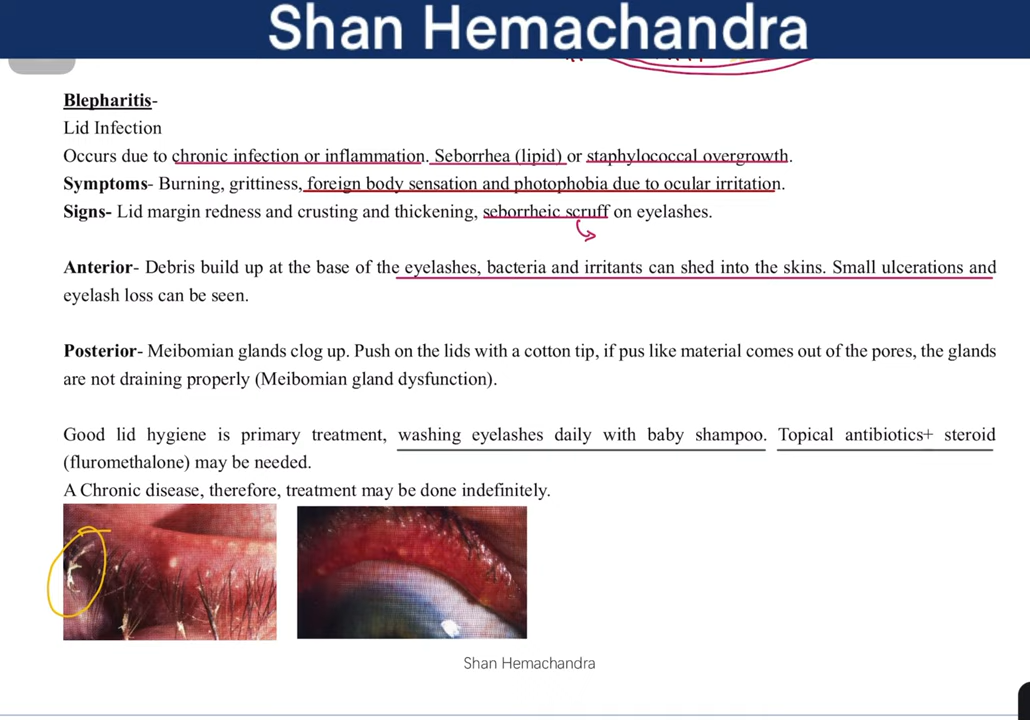 Shan Hemachandra
Blepharitis-
Lid Infection
Occurs due to chronic infection or inflammation. Seborrhea (lipid) or staphylococcal overgrowth.
Symptoms- Burning, grittiness, foreign body sensation and photophobia due to ocular irritation.
Signs- Lid margin redness and crusting and thickening, seborrheic scruff on eyelashes.
Anterior- Debris build up at the base of the eyelashes, bacteria and irritants can shed into the skins. Small ulcerations and
eyelash loss can be seen.
Posterior- Meibomian glands clog up. Push on the lids with a cotton tip, if pus like material comes out of the pores, the glands
are not draining properly (Meibomian gland dysfunction).
Good lid hygiene is primary treatment, washing eyelashes daily with baby shampoo. Topical antibiotics+ steroid
(fluromethalone) may be needed.
A Chronic disease, therefore, treatment may be done indefinitely.
Shan Hemachandra